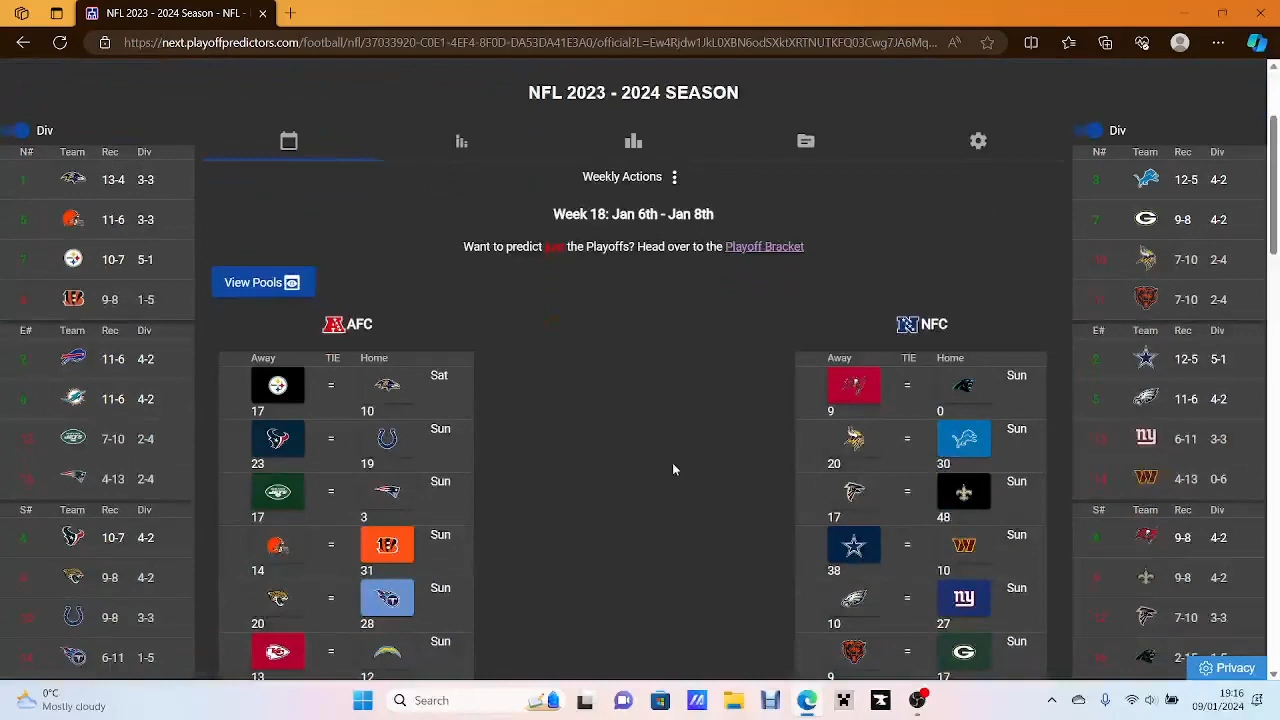 NFL 2023 - 2024 Season - NFL -
https://next.playoffpredictors.com/football/nfl/37033920-C0E1-4EF4-8F0D-DA53DA41E3A0/official?L=Ew4Rjdw1JkL0XBN6odSXktXRTNUTKFQ03Cwg7JA6Mq...
NFL 2023 - 2024 SEASON
Div
N# Team Rec Div
1 13-4 3-3
5 11-6 3-3
7 10-7 5-1
9-8 1-5
E# Team Rec Div
2 11-6 4-2
11-6 4-2
7-10 2-4
4-13 2-4
S# Team Rec Div
10-7 4-2
9-8 4-2
9-8 3-3
6-11 1-5
Weekly Actions
Week 18: Jan 6th - Jan 8th
Want to predict just the Playoffs? Head over to the Playoff Bracket
View Pools
AFC
Away TIE Home
= Sat
17 10
= Sun
23 19
= Sun
17 3
= Sun
14 31
= Sun
20 28
= Sun
13 12
NFC
Away TIE Home
= Sun
9 0
= Sun
20 30
= Sun
17 48
= Sun
38 10
= Sun
10 27
= Sun
9 17
Div
N# Team Rec Div
3 12-5 4-2
7 9-8 4-2
7-10 2-4
7-10 2-4
E# Team Rec Div
2 12-5 5-1
5 11-6 4-2
6-11 3-3
4-13 0-6
S# Team Rec Div
9-8 4-2
9-8 4-2
7-10 3-3
Privacy
0°C
Mostly cloudy
Search
19:16
09/01/2024